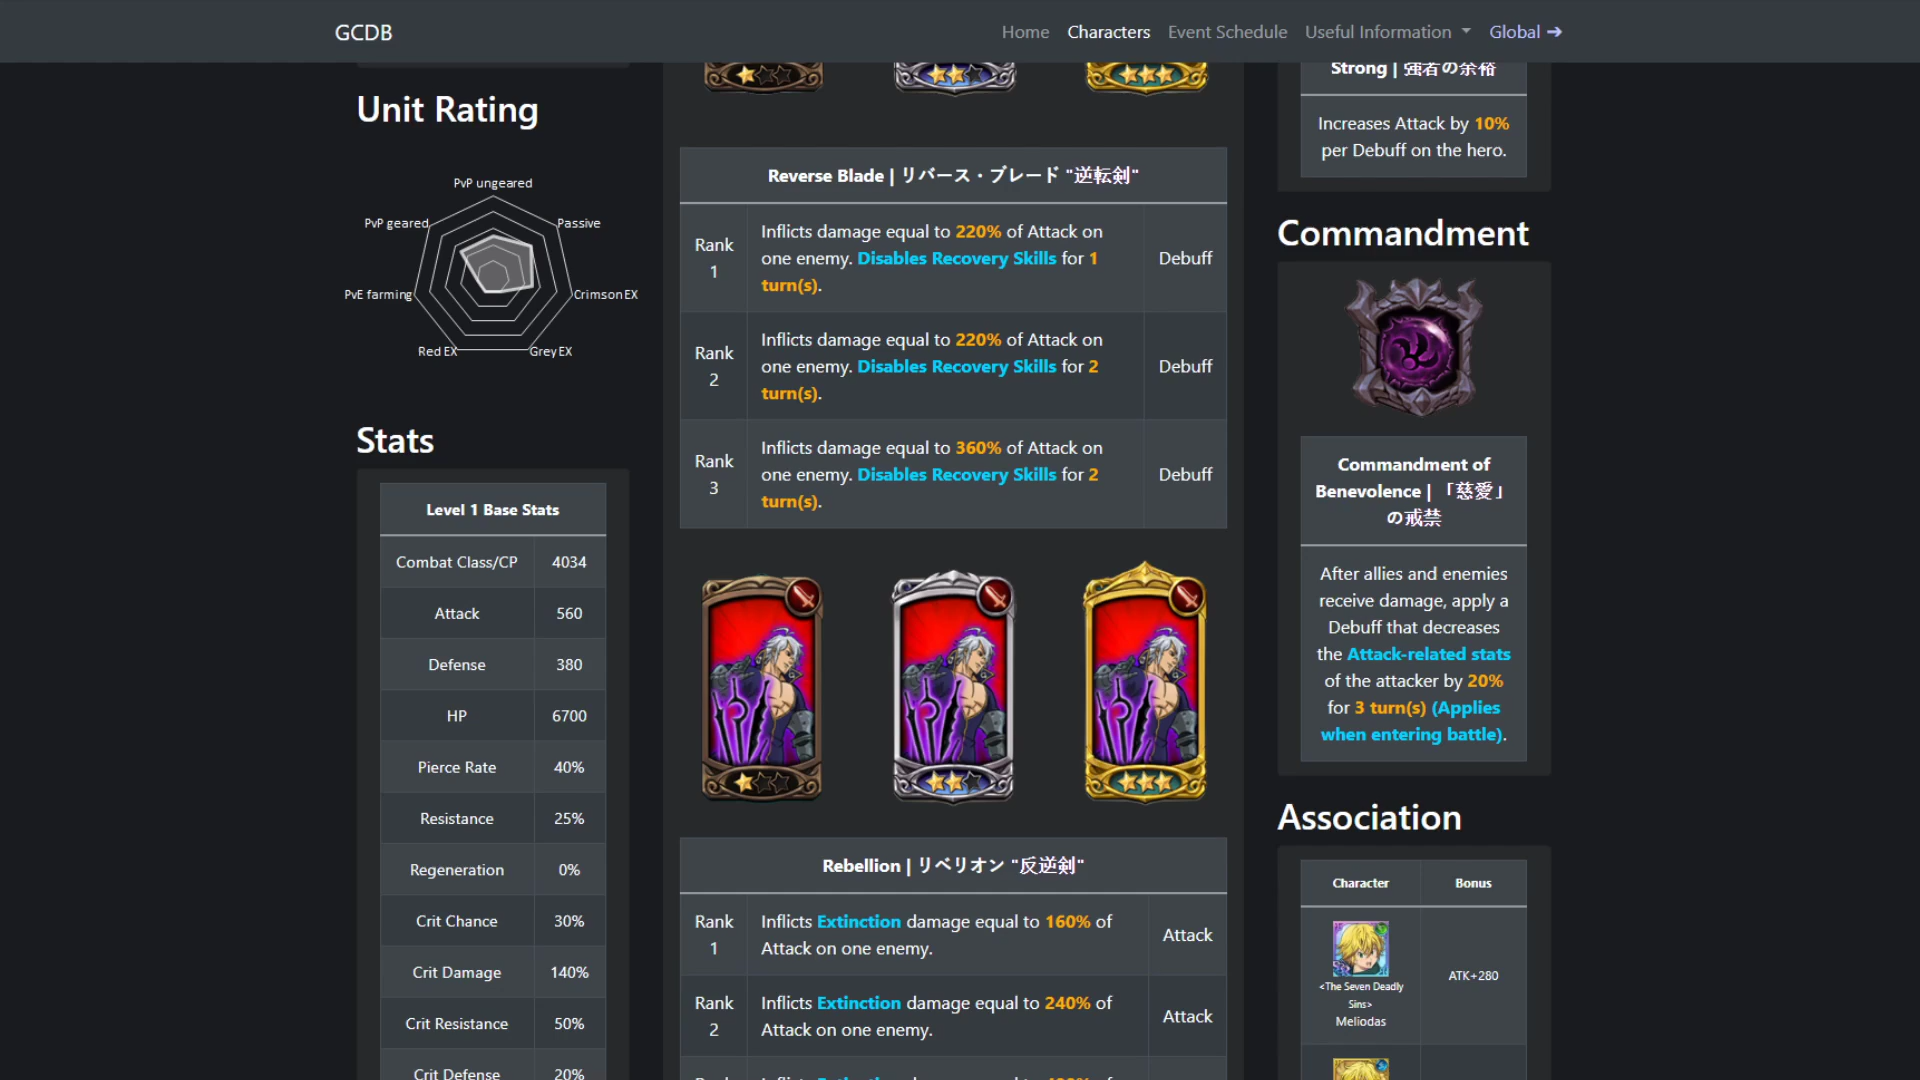 GCDB
Home
Characters
Event Schedule
Useful Information
Global ➔
Unit Rating
PvP ungeared
PvP geared
Passive
PvE farming
Crimson EX
Red EX
Grey EX
Stats
Level 1 Base Stats
Combat Class/CP 4034
Attack 560
Defense 380
HP 6700
Pierce Rate 40%
Resistance 25%
Regeneration 0%
Crit Chance 30%
Crit Damage 140%
Crit Resistance 50%
Crit Defense 20%
Reverse Blade | リバース・ブレード "逆転剣"
Rank 1
Inflicts damage equal to 220% of Attack on
one enemy. Disables Recovery Skills for 1
turn(s).
Debuff
Rank 2
Inflicts damage equal to 220% of Attack on
one enemy. Disables Recovery Skills for 2
turn(s).
Debuff
Rank 3
Inflicts damage equal to 360% of Attack on
one enemy. Disables Recovery Skills for 2
turn(s).
Debuff
Rebellion | リベリオン "反逆剣"
Rank 1
Inflicts Extinction damage equal to 160% of
Attack on one enemy.
Attack
Rank 2
Inflicts Extinction damage equal to 240% of
Attack on one enemy.
Attack
Strong | 強者の余裕
Increases Attack by 10%
per Debuff on the hero.
Commandment
Commandment of
Benevolence | 「慈愛」
の戒禁
After allies and enemies
receive damage, apply a
Debuff that decreases
the Attack-related stats
of the attacker by 20%
for 3 turn(s) (Applies
when entering battle).
Association
Character
Bonus
<The Seven Deadly
Sins>
Meliodas
ATK+280